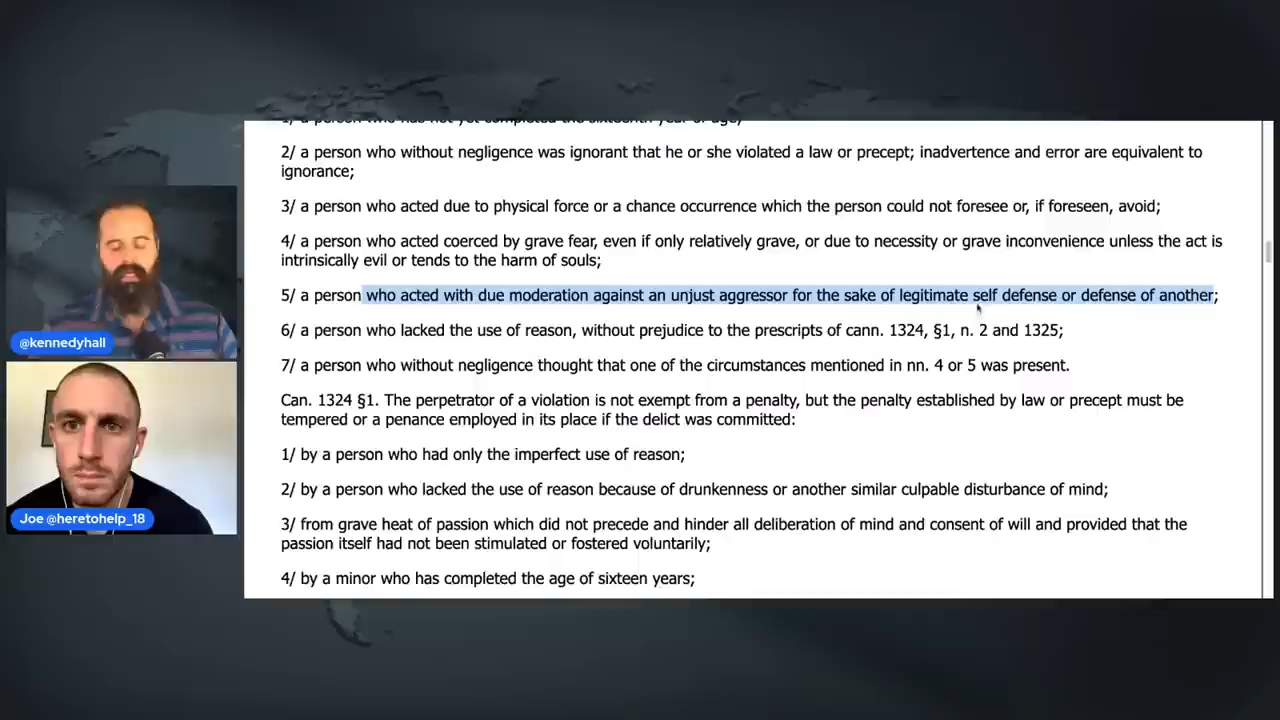 1/ a person who has not yet completed the sixteenth year of age;
2/ a person who without negligence was ignorant that he or she violated a law or precept; inadvertence and error are equivalent to
ignorance;
3/ a person who acted due to physical force or a chance occurrence which the person could not foresee or, if foreseen, avoid;
4/ a person who acted coerced by grave fear, even if only relatively grave, or due to necessity or grave inconvenience unless the act is
intrinsically evil or tends to the harm of souls;
5/ a person who acted with due moderation against an unjust aggressor for the sake of legitimate self defense or defense of another;
6/ a person who lacked the use of reason, without prejudice to the prescripts of cann. 1324, §1, n. 2 and 1325;
7/ a person who without negligence thought that one of the circumstances mentioned in nn. 4 or 5 was present.
Can. 1324 §1. The perpetrator of a violation is not exempt from a penalty, but the penalty established by law or precept must be
tempered or a penance employed in its place if the delict was committed:
1/ by a person who had only the imperfect use of reason;
2/ by a person who lacked the use of reason because of drunkenness or another similar culpable disturbance of mind;
3/ from grave heat of passion which did not precede and hinder all deliberation of mind and consent of will and provided that the
passion itself had not been stimulated or fostered voluntarily;
4/ by a minor who has completed the age of sixteen years;
@kennedyhall
Joe @heretohelp_18